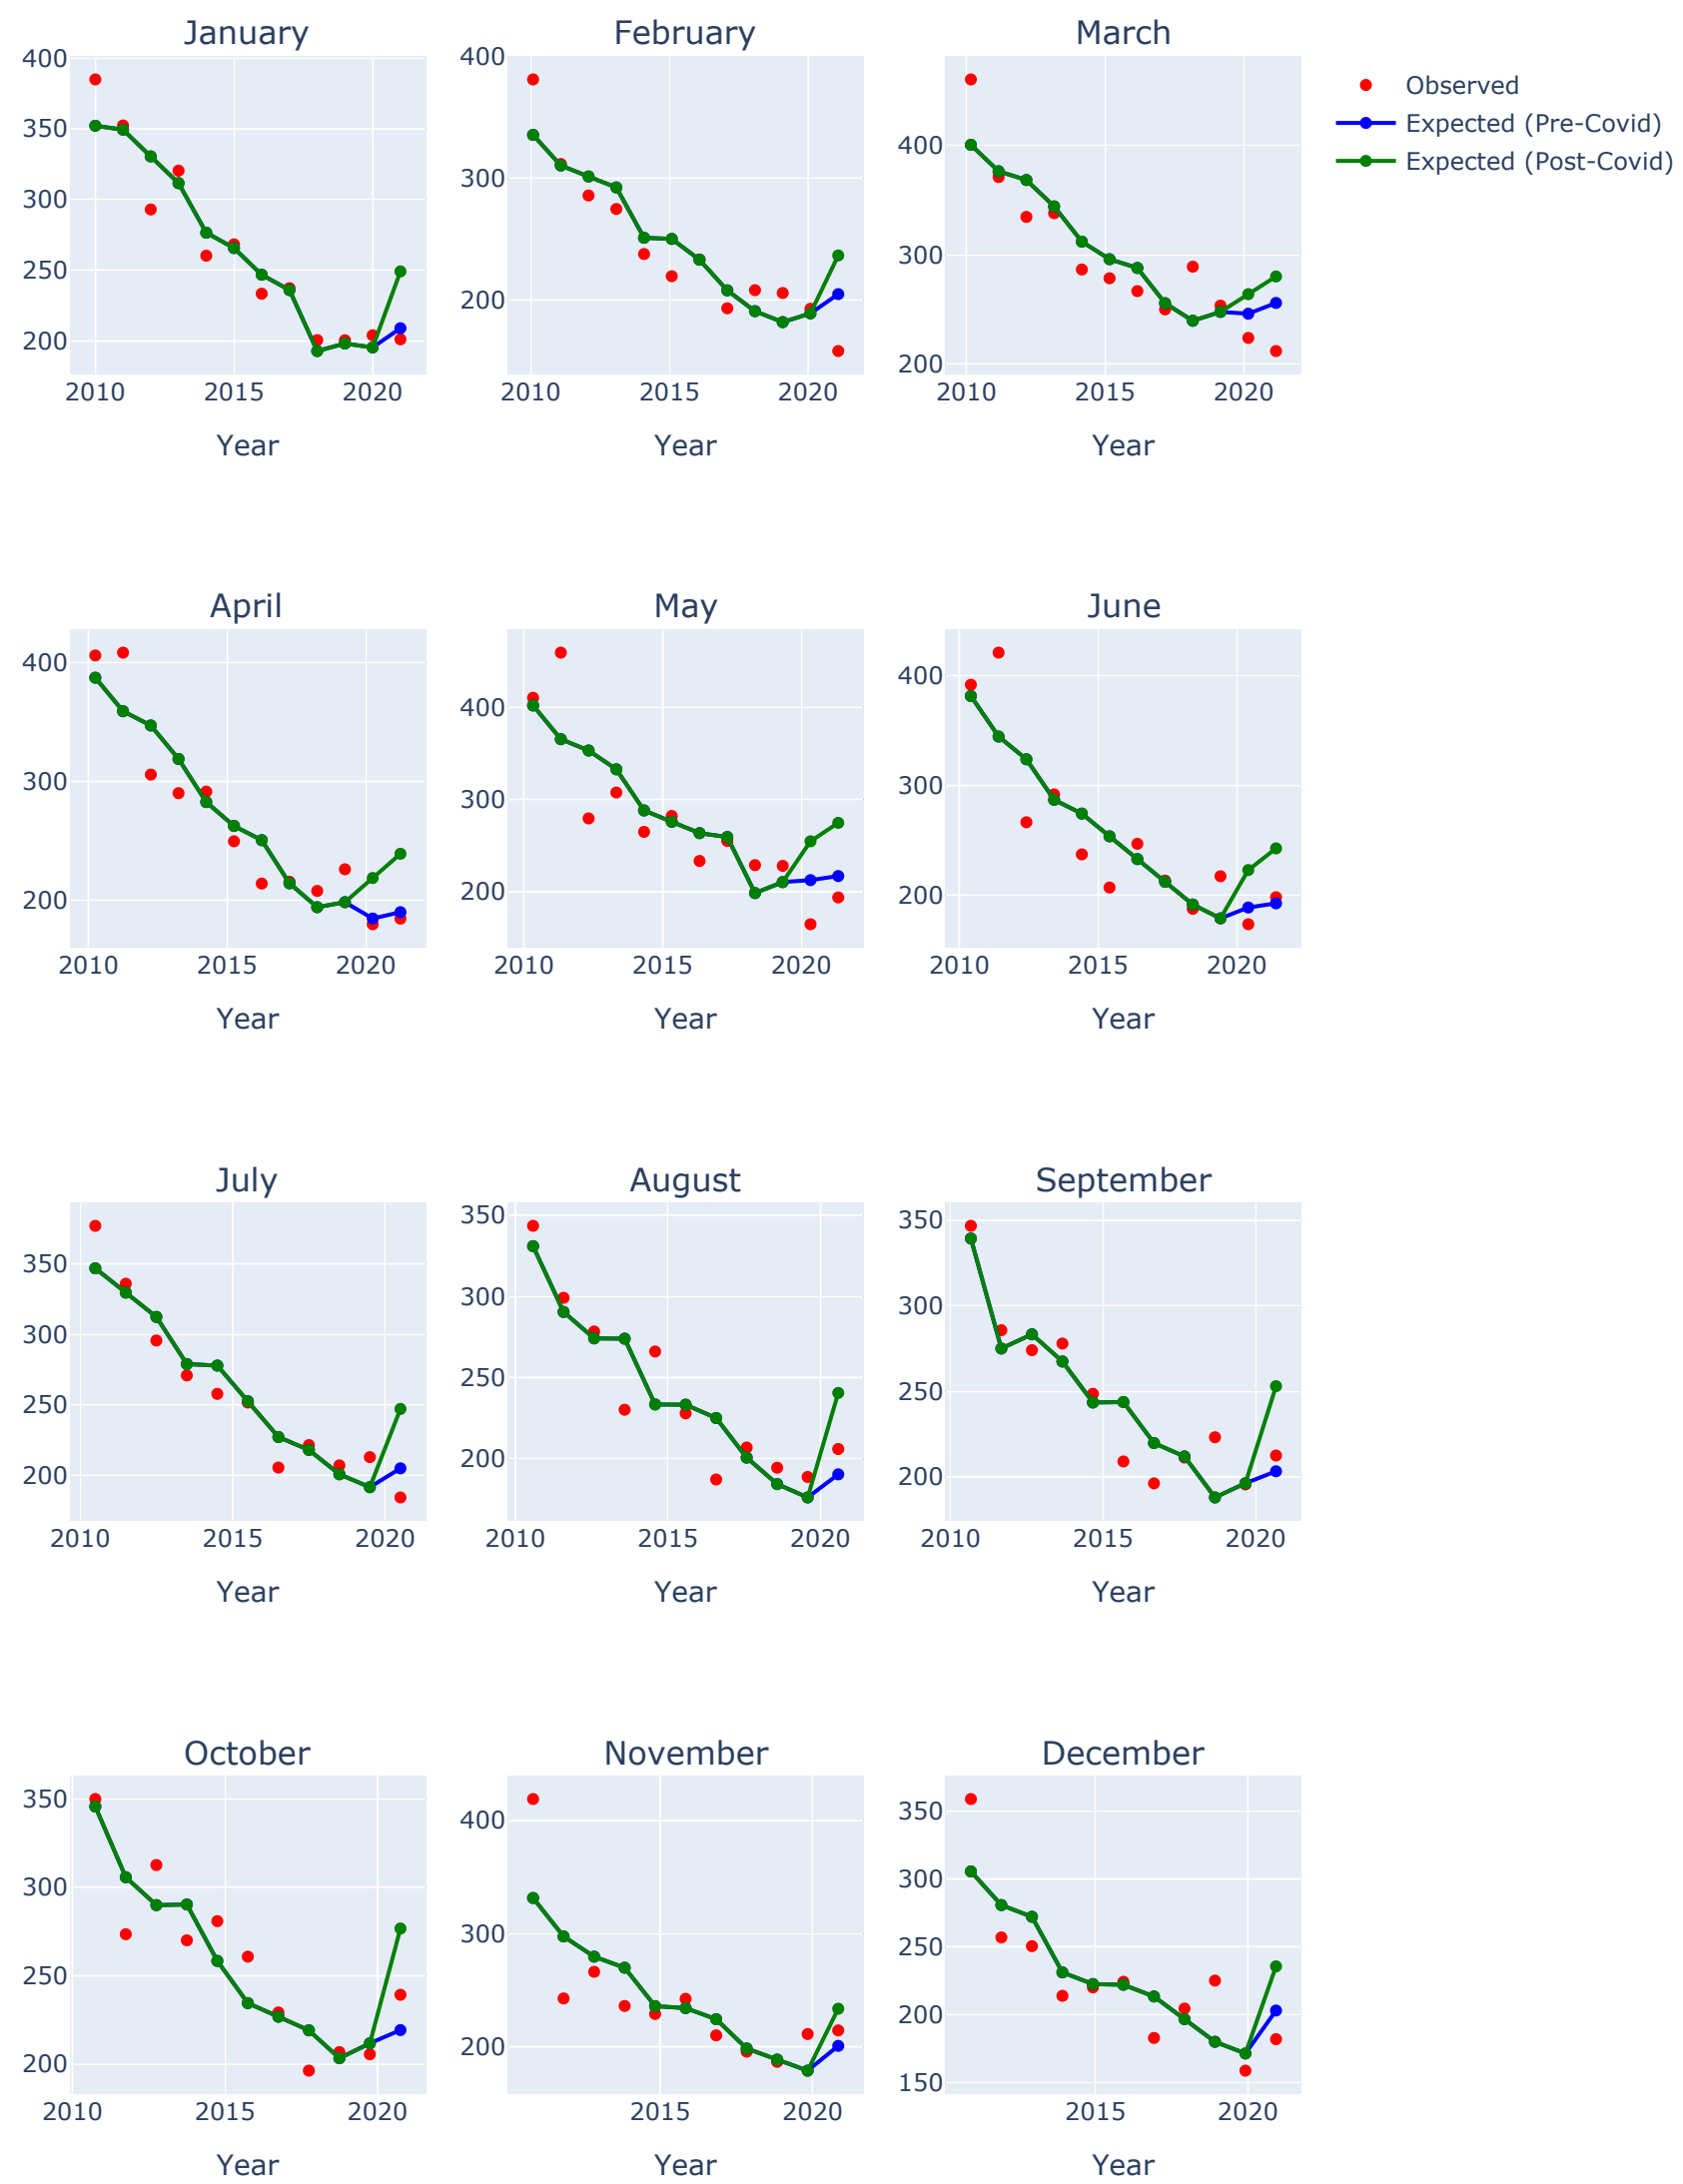 January
February
March
400
350
300
250
200
2010
2015
2020
Year
400
300
200
2010
2015
2020
Year
400
300
200
2010
2015
2020
Year
Observed
Expected (Pre-Covid)
Expected (Post-Covid)
April
May
June
400
300
200
2010
2015
2020
Year
400
300
200
2010
2015
2020
Year
400
300
200
2010
2015
2020
Year
July
August
September
350
300
250
200
2010
2015
2020
Year
350
300
250
200
2010
2015
2020
Year
350
300
250
200
2010
2015
2020
Year
October
November
December
350
300
250
200
2010
2015
2020
Year
400
300
200
2015
2020
Year
350
300
250
200
150
2015
2020
Year